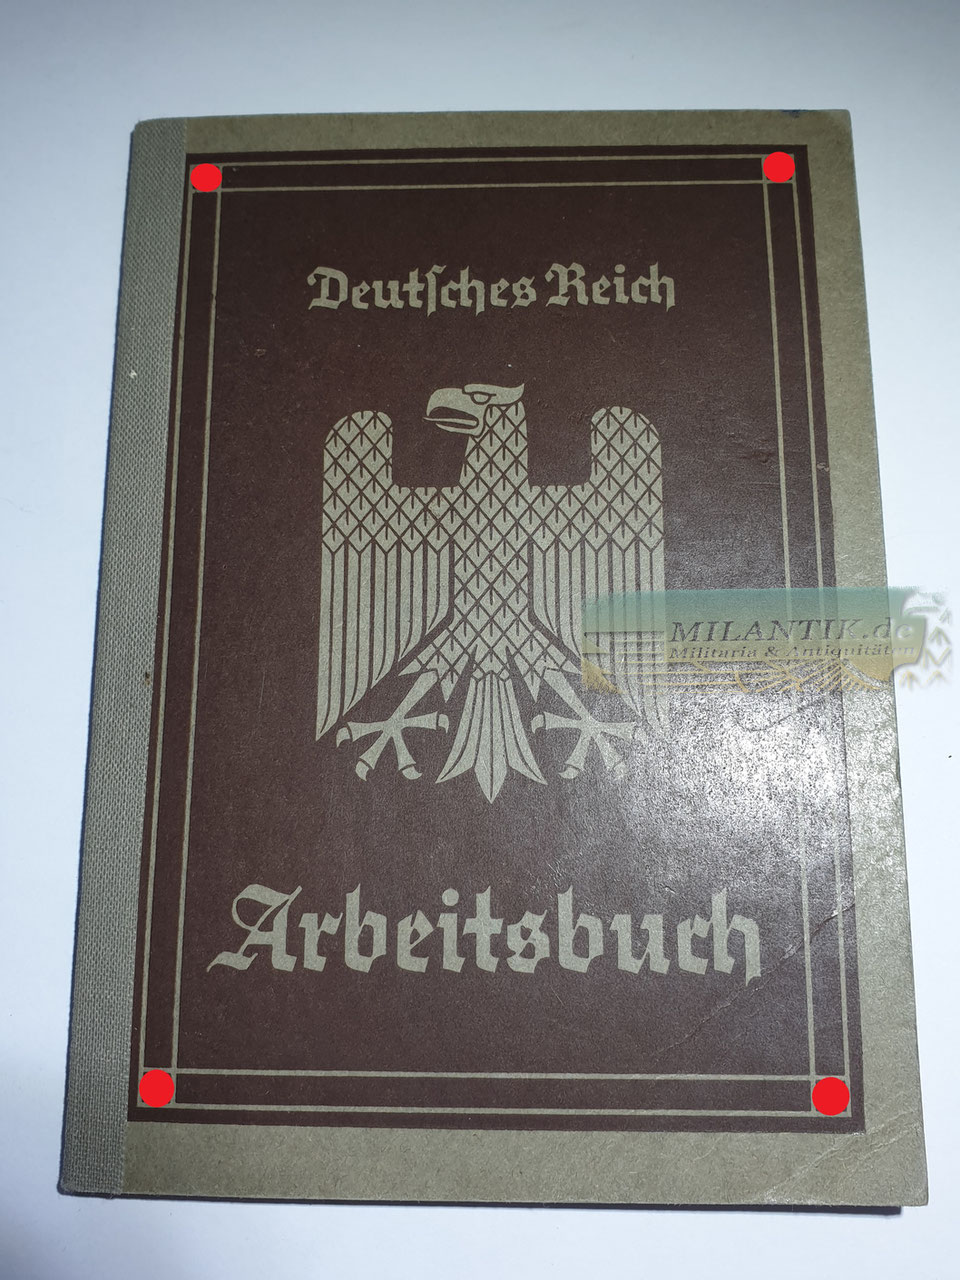 Deutſches Reich
MILANTIK.de
Militaria & Antiquitäten
Arbeitsbuch